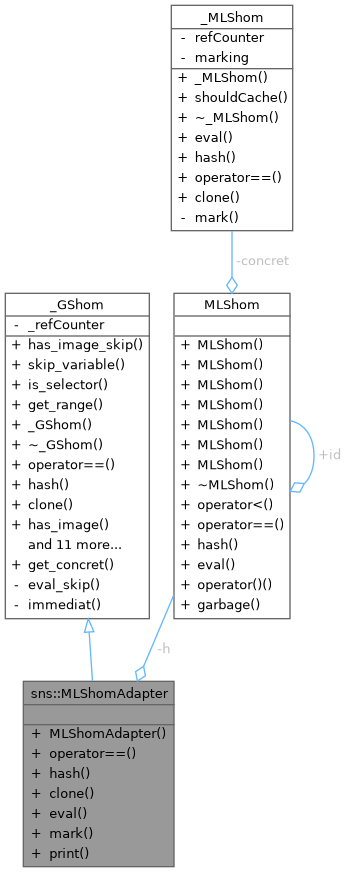 _MLShom
- refCounter
- marking
+ _MLShom()
+ shouldCache()
+ ~_MLShom()
+ eval()
+ hash()
+ operator==()
+ clone()
- mark()
-concret
_GShom
- _refCounter
+ has_image_skip()
+ skip_variable()
+ is_selector()
+ get_range()
+ _GShom()
+ ~_GShom()
+ operator==()
+ hash()
+ clone()
+ has_image()
and 11 more...
+ get_concret()
- eval_skip()
- immediat()
MLShom
+ MLShom()
+ MLShom()
+ MLShom()
+ MLShom()
+ MLShom()
+ MLShom()
+ MLShom()
+ ~MLShom()
+ operator<()
+ operator==()
+ hash()
+ eval()
+ operator()()
+ garbage()
+id
-h
sns::MLShomAdapter
+ MLShomAdapter()
+ operator==()
+ hash()
+ clone()
+ eval()
+ mark()
+ print()